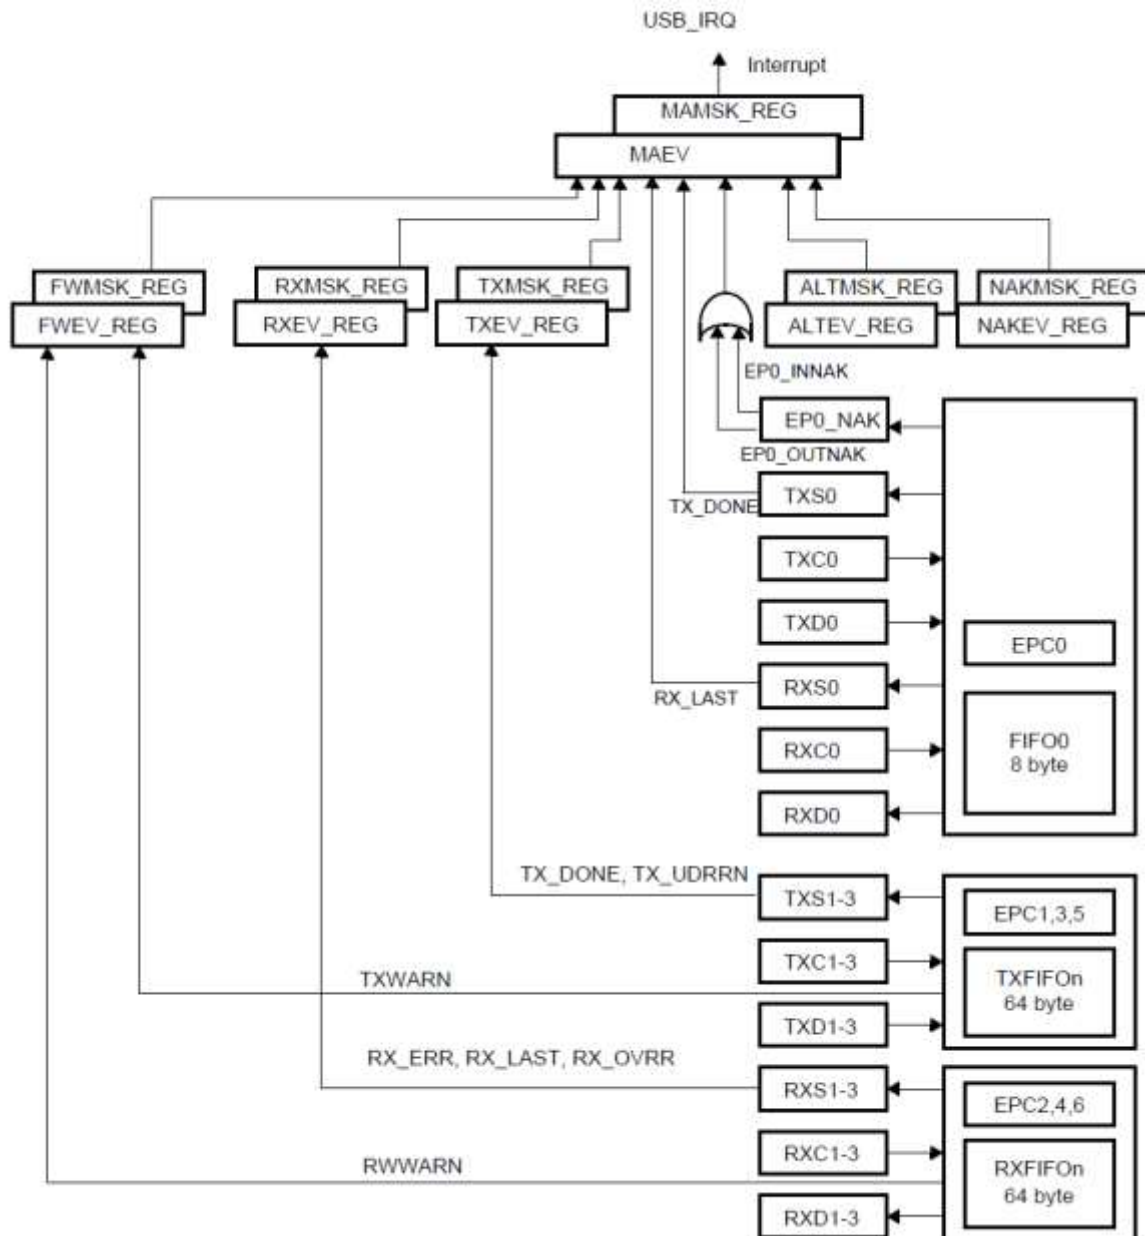 USB_IRQ
Interrupt
MAMSK_REG
MAEV
FWMSK_REG
RXMSK_REG
TXMSK_REG
ALTMSK_REG
NAKMSK_REG
FWEV_REG
RXEV_REG
TXEV_REG
ALTEV_REG
NAKEV_REG
EP0_INNAK
EP0_NAK
EP0_OUTNAK
TXS0
TX_DONE
TXC0
TXD0
EPC0
RXS0
RX_LAST
RXC0
FIFO0
8 byte
RXD0
TX_DONE, TX_UDRRN
TXS1-3
EPC1,3,5
TXC1-3
TXWARN
TXFIFOn
64 byte
TXD1-3
RX_ERR, RX_LAST, RX_OVRR
RXS1-3
EPC2,4,6
RXC1-3
RWWARN
RXFIFOn
64 byte
RXD1-3